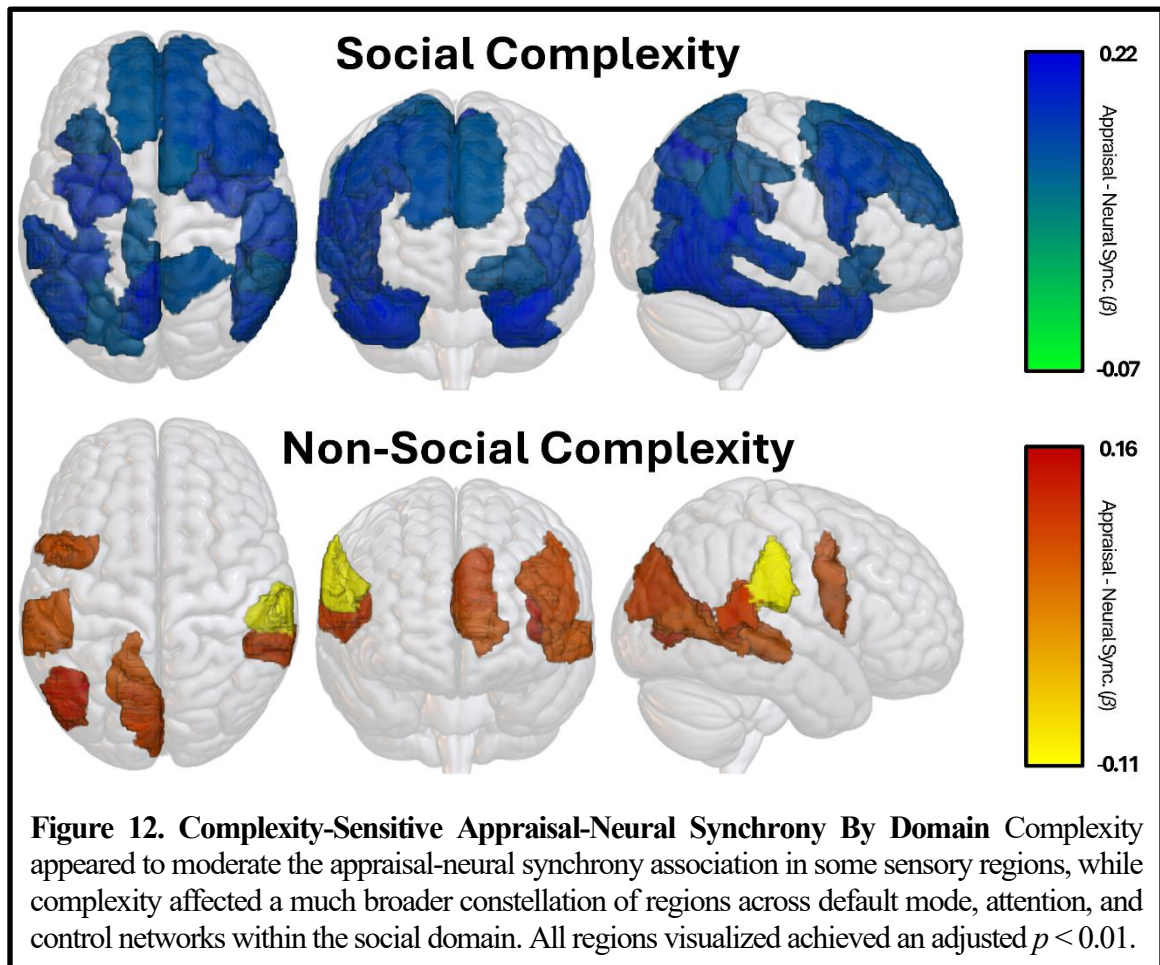 Social Complexity
0.22
Appraisal - Neural Sync. (β)
-0.07
Non-Social Complexity
0.16
Appraisal - Neural Sync. (β)
-0.11
Figure 12. Complexity-Sensitive Appraisal-Neural Synchrony By Domain Complexity
appeared to moderate the appraisal-neural synchrony association in some sensory regions, while
complexity affected a much broader constellation of regions across default mode, attention, and
control networks within the social domain. All regions visualized achieved an adjusted p < 0.01.